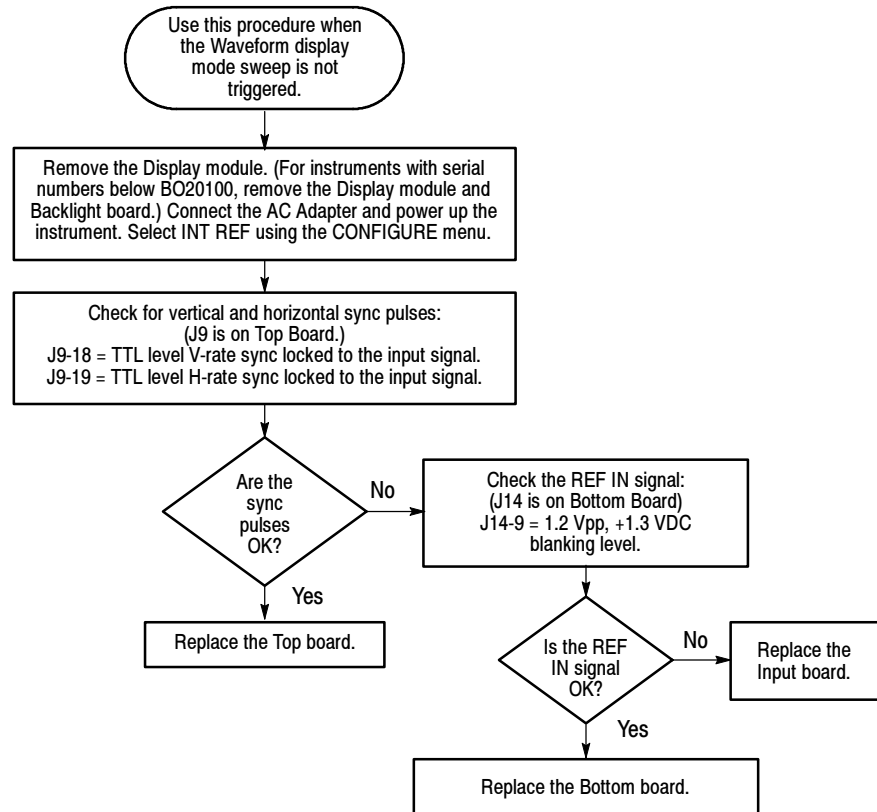 Use this procedure when
the Waveform display
mode sweep is not
triggered.
Remove the Display module. (For instruments with serial
numbers below BO20100, remove the Display module and
Backlight board.) Connect the AC Adapter and power up the
instrument. Select INT REF using the CONFIGURE menu.
Check for vertical and horizontal sync pulses:
(J9 is on Top Board.)
J9-18 = TTL level V-rate sync locked to the input signal.
J9-19 = TTL level H-rate sync locked to the input signal.
Are the
sync
pulses
OK?
No
Yes
Replace the Top board.
Check the REF IN signal:
(J14 is on Bottom Board)
J14-9 = 1.2 Vpp, +1.3 VDC
blanking level.
Is the REF
IN signal
OK?
No
Replace the
Input board.
Yes
Replace the Bottom board.